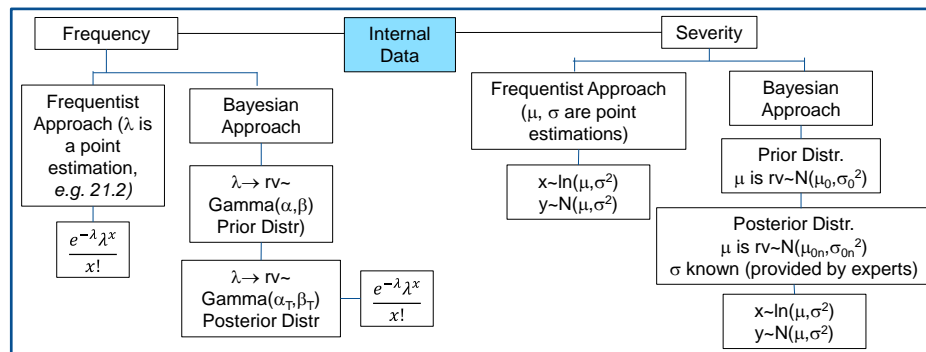 Frequency
Internal
Data
Severity
Frequentist
Approach (λ is
a point
estimation,
e.g. 21.2)
e^{-λ}λ^x
x!
Bayesian
Approach
λ→ rv~
Gamma(α,β)
Prior Distr)
λ→ rv~
Gamma(α_T,β_T)
Posterior Distr
e^{-λ}λ^x
x!
Frequentist Approach
(μ, σ are point
estimations)
x~ln(μ,σ²)
y~N(μ,σ²)
Bayesian
Approach
Prior Distr.
μ is rv~N(μ₀,σ₀²)
Posterior Distr.
μ is rv~N(μ₀ₙ,σ₀ₙ²)
σ known (provided by experts)
x~ln(μ,σ²)
y~N(μ,σ²)